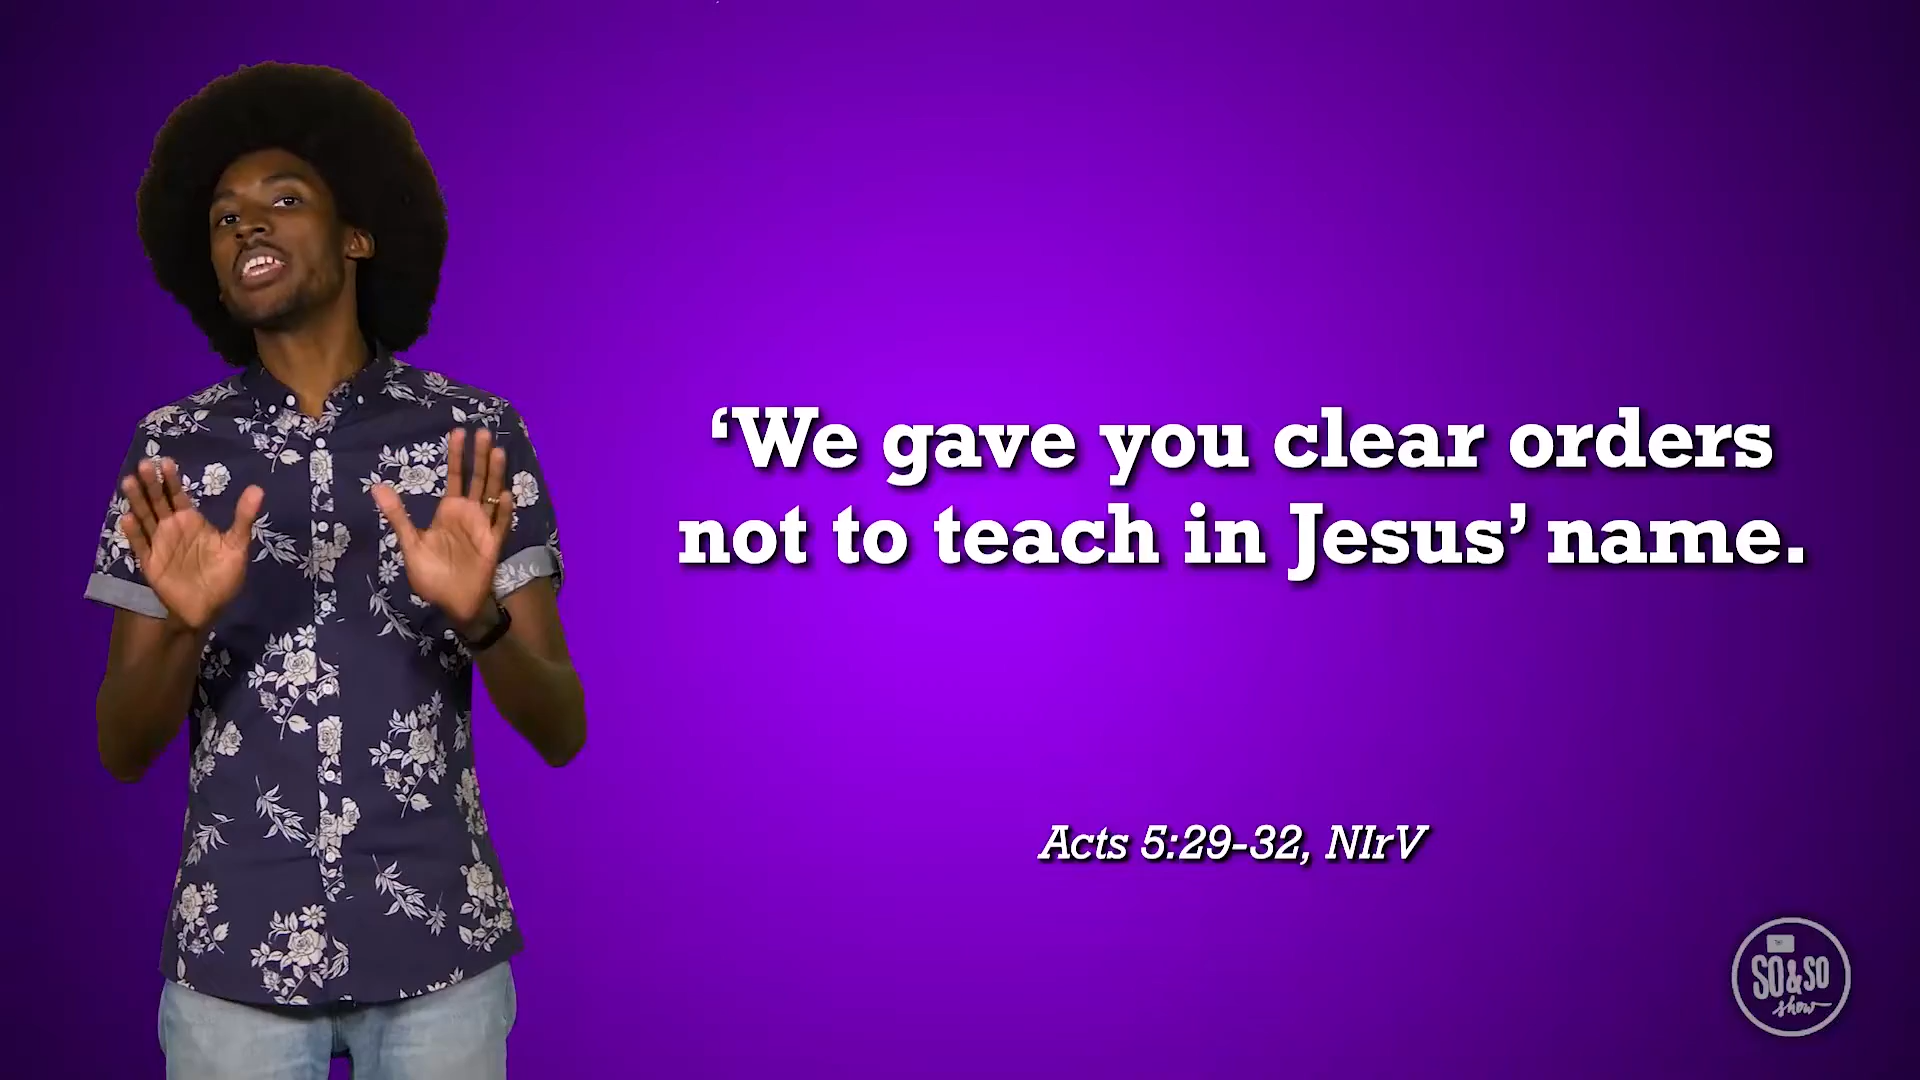 ‘We gave you clear orders
not to teach in Jesus’ name.
Acts 5:29-32, NIrV
SO&SO
show